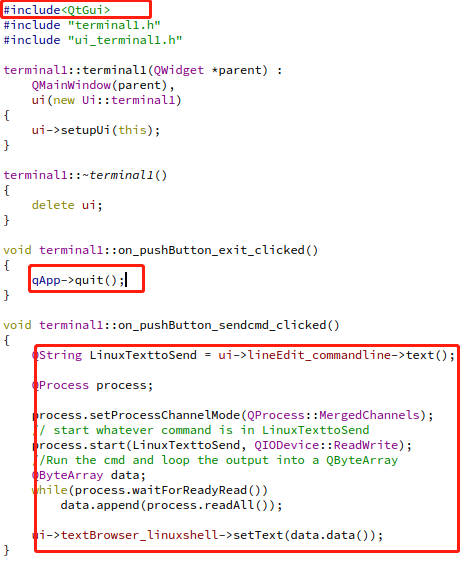 #include<QtGui>
#include "terminal1.h"
#include "ui_terminal1.h"

terminal1::terminal1(QWidget *parent) :
    QMainWindow(parent),
    ui(new Ui::terminal1)
{
    ui->setupUi(this);
}

terminal1::~terminal1()
{
    delete ui;
}

void terminal1::on_pushButton_exit_clicked()
{
    qApp->quit();
}

void terminal1::on_pushButton_sendcmd_clicked()
{
    QString LinuxTexttoSend = ui->lineEdit_commandline->text();

    QProcess process;

    process.setProcessChannelMode(QProcess::MergedChannels);
    // start whatever command is in LinuxTexttoSend
    process.start(LinuxTexttoSend, QIODevice::ReadWrite);
    //Run the cmd and loop the output into a QByteArray
    QByteArray data;
    while(process.waitForReadyRead())
        data.append(process.readAll());

    ui->textBrowser_linuxshell->setText(data.data());
}